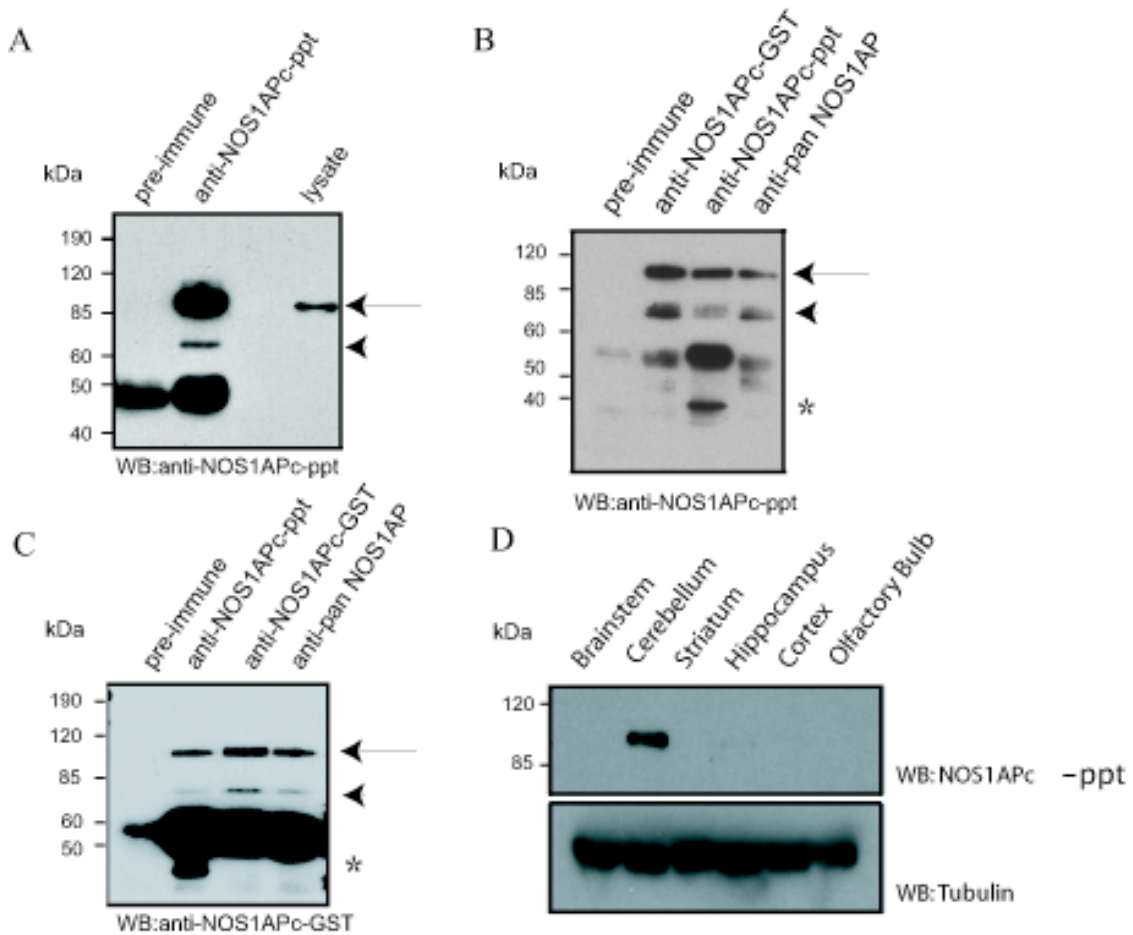 A
pre-immune
anti-NOS1APc-ppt
lysate
kDa
190
120
85
60
50
40
WB:anti-NOS1APc-ppt
B
pre-immune
anti-NOS1APc-GST
anti-NOS1APc-ppt
anti-pan NOS1AP
kDa
120
85
60
50
40
*
WB:anti-NOS1APc-ppt
C
pre-immune
anti-NOS1APc-ppt
anti-NOS1APc-GST
anti-pan NOS1AP
kDa
190
120
85
60
50
*
WB:anti-NOS1APc-GST
D
Brainstem
Cerebellum
Striatum
Hippocampus
Cortex
Olfactory Bulb
kDa
120
85
WB: NOS1APc -ppt
WB: Tubulin